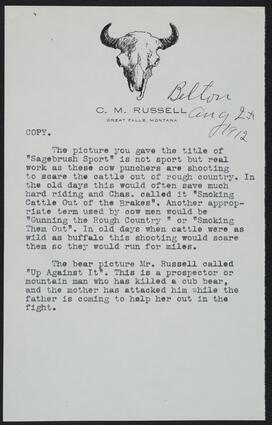 Belton
C. M. RUSSELL
GREAT FALLS, MONTANA
Aug 2th
1912
COPY.
The picture you gave the title of
"Sagebrush Sport" is not sport but real
work as these cow punchers are shooting
to scare the cattle out of rough country. In
the old days this would often save much
hard riding and Chas. called it "Smoking
Cattle Out of the Brakes". Another appropriate
term used by cow men would be
"Gunning the Rough Country " or "Smoking
Them Out". In old days when cattle were as
wild as buffalo this shooting would scare
them so they would run for miles.
The bear picture Mr. Russell called
"Up Against It". This is a prospector or
mountain man who has killed a cub bear,
and the mother has attacked him while the
father is coming to help her out in the
fight.